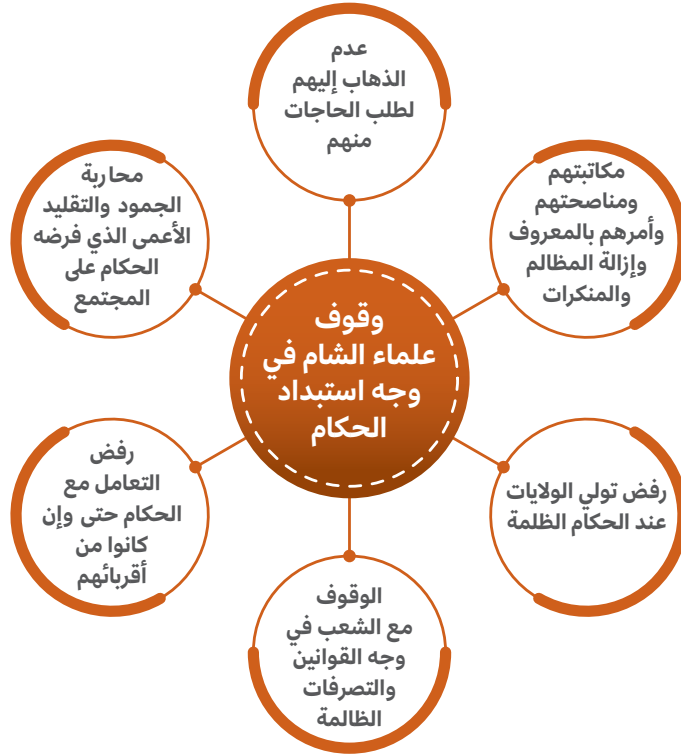 وقوف
علماء الشام في
وجه استبداد
الحكام
عدم
الذهاب إليهم
لطلب الحاجات
منهم
مكاتبتهم
ومناصحتهم
وأمرهم بالمعروف
وإزالة المظالم
والمنكرات
رفض تولي الولايات
عند الحكام الظلمة
الوقوف
مع الشعب في
وجه القوانين
والتصرفات
الظالمة
رفض
التعامل مع
الحكام حتى وإن
كانوا من
أقربائهم
محاربة
الجمود والتقليد
الأعمى الذي فرضه
الحكام على
المجتمع